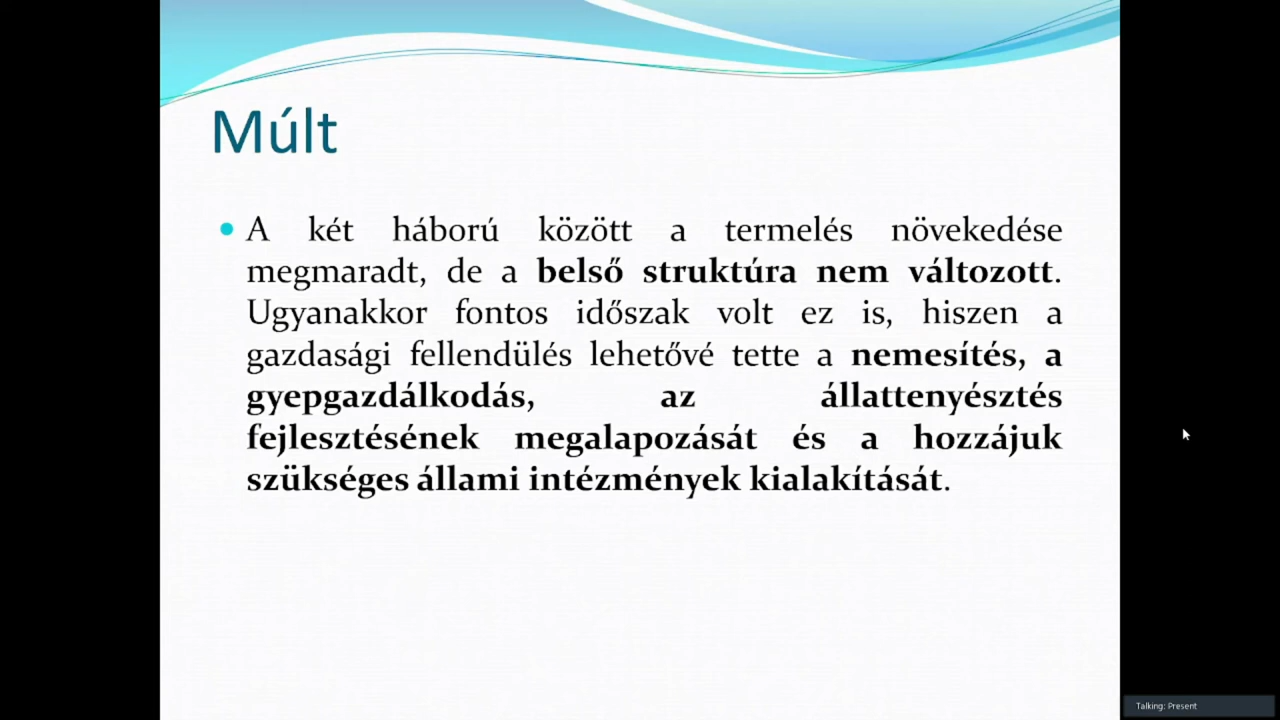 Múlt
A két háború között a termelés növekedése
megmaradt, de a belső struktúra nem változott.
Ugyanakkor fontos időszak volt ez is, hiszen a
gazdasági fellendülés lehetővé tette a nemesítés, a
gyepgazdálkodás, az állattenyésztés
fejlesztésének megalapozását és a hozzájuk
szükséges állami intézmények kialakítását.
Talking: Present